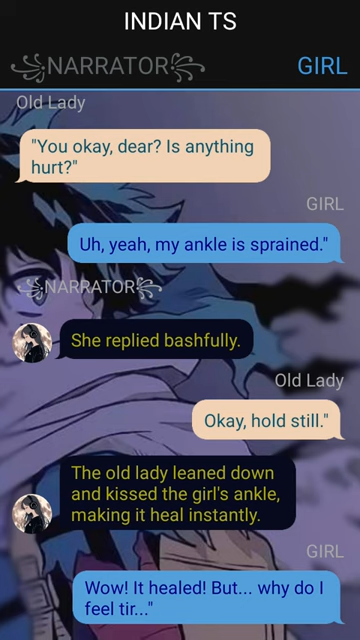 INDIAN TS
NARRATOR GIRL
Old Lady
"You okay, dear? Is anything
hurt?"
GIRL
Uh, yeah, my ankle is sprained."
NARRATOR
She replied bashfully.
Old Lady
Okay, hold still."
The old lady leaned down
and kissed the girl's ankle,
making it heal instantly.
GIRL
Wow! It healed! But... why do I
feel tir..."